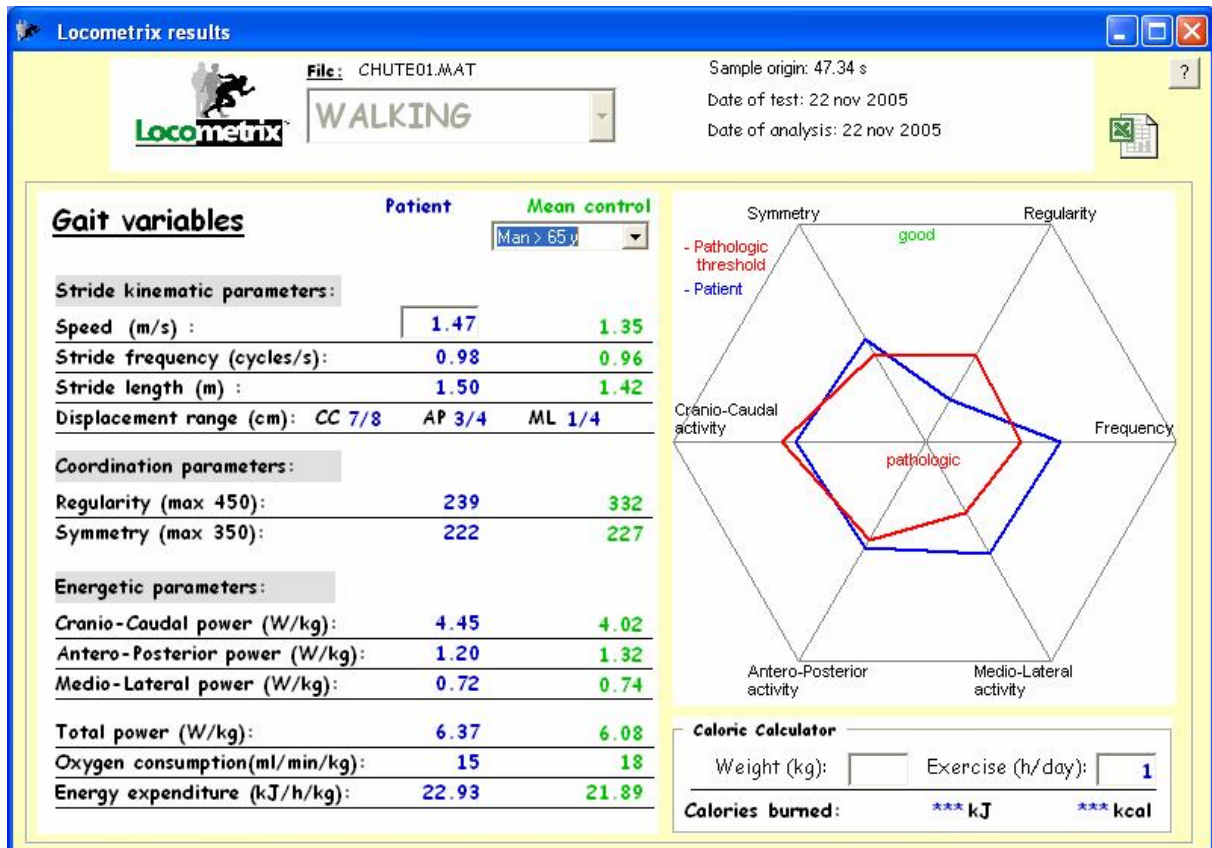 Locometrix results
File: CHUTE01.MAT
WALKING
Locometrix
Sample origin: 47.34 s
Date of test: 22 nov 2005
Date of analysis: 22 nov 2005
?
Gait variables
Patient
Mean control
Man > 65 y
Stride kinematic parameters:
Speed (m/s) : 1.47 1.35
Stride frequency (cycles/s): 0.98 0.96
Stride length (m) : 1.50 1.42
Displacement range (cm): CC 7/8 AP 3/4 ML 1/4
Coordination parameters:
Regularity (max 450): 239 332
Symmetry (max 350): 222 227
Energetic parameters:
Cranio-Caudal power (W/kg): 4.45 4.02
Antero-Posterior power (W/kg): 1.20 1.32
Medio-Lateral power (W/kg): 0.72 0.74
Total power (W/kg): 6.37 6.08
Oxygen consumption(ml/min/kg): 15 18
Energy expenditure (kJ/h/kg): 22.93 21.89
Symmetry
Regularity
good
- Pathologic
threshold
- Patient
Cranio-Caudal
activity
Frequency
pathologic
Antero-Posterior
activity
Medio-Lateral
activity
Caloric Calculator
Weight (kg): Exercise (h/day): 1
Calories burned: *** kJ *** kcal